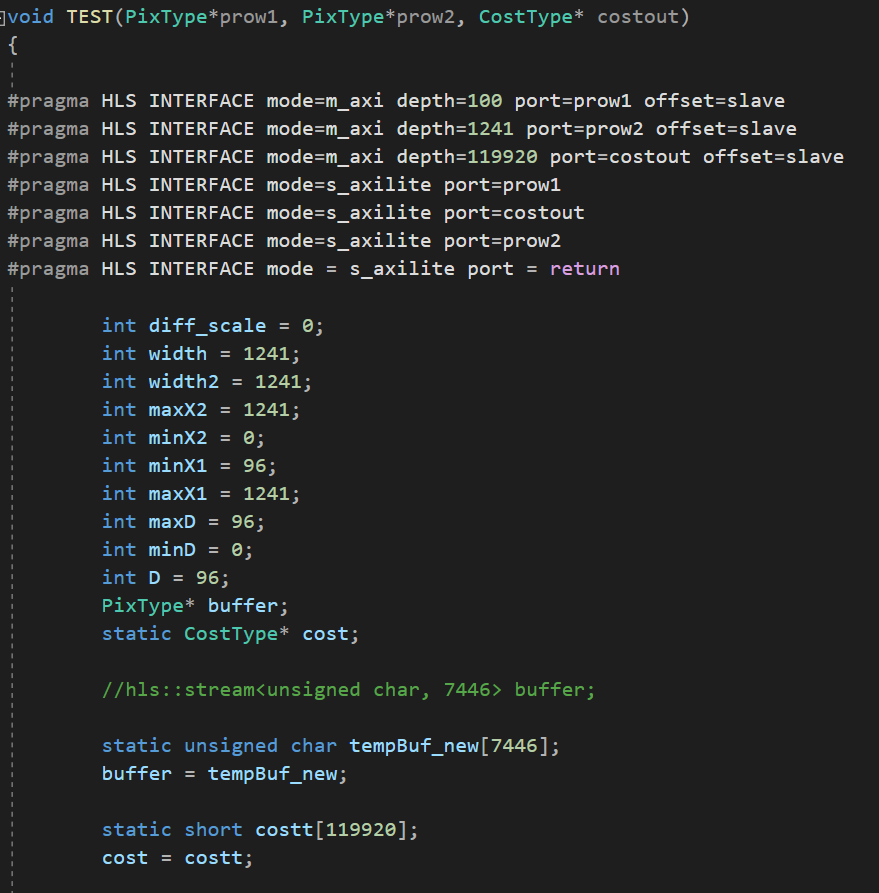 void TEST(PixType*prow1, PixType*prow2, CostType* costout)
{
#pragma HLS INTERFACE mode=m_axi depth=100 port=prow1 offset=slave
#pragma HLS INTERFACE mode=m_axi depth=1241 port=prow2 offset=slave
#pragma HLS INTERFACE mode=m_axi depth=119920 port=costout offset=slave
#pragma HLS INTERFACE mode=s_axilite port=prow1
#pragma HLS INTERFACE mode=s_axilite port=costout
#pragma HLS INTERFACE mode=s_axilite port=prow2
#pragma HLS INTERFACE mode = s_axilite port = return
int diff_scale = 0;
int width = 1241;
int width2 = 1241;
int maxX2 = 1241;
int minX2 = 0;
int minX1 = 96;
int maxX1 = 1241;
int maxD = 96;
int minD = 0;
int D = 96;
PixType* buffer;
static CostType* cost;
//hls::stream<unsigned char, 7446> buffer;
static unsigned char tempBuf_new[7446];
buffer = tempBuf_new;
static short costt[119920];
cost = costt;